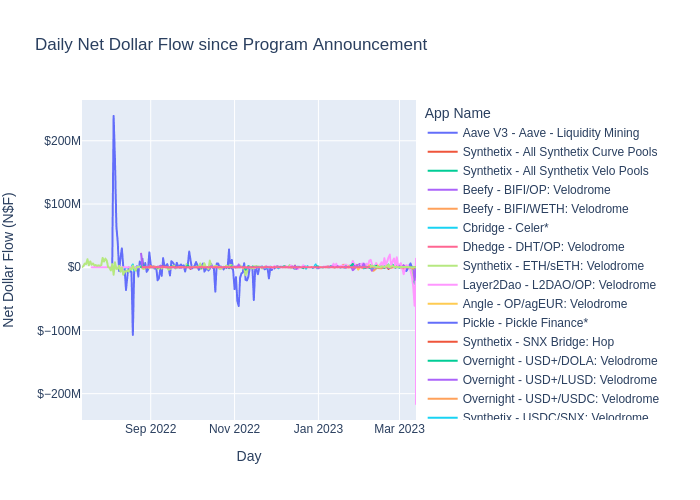 Daily Net Dollar Flow since Program Announcement
App Name
Aave V3 - Aave - Liquidity Mining
Synthetix - All Synthetix Curve Pools
Synthetix - All Synthetix Velo Pools
Beefy - BIFI/OP: Velodrome
Beefy - BIFI/WETH: Velodrome
Cbridge - Celer*
Dhedge - DHT/OP: Velodrome
Synthetix - ETH/sETH: Velodrome
Layer2Dao - L2DAO/OP: Velodrome
Angle - OP/agEUR: Velodrome
Pickle - Pickle Finance*
Synthetix - SNX Bridge: Hop
Overnight - USD+/DOLA: Velodrome
Overnight - USD+/LUSD: Velodrome
Overnight - USD+/USDC: Velodrome
Synthetix - USDC/SNX: Velodrome
$200M
$100M
$0
$−100M
$−200M
Net Dollar Flow (N$F)
Sep 2022
Nov 2022
Jan 2023
Mar 2023
Day